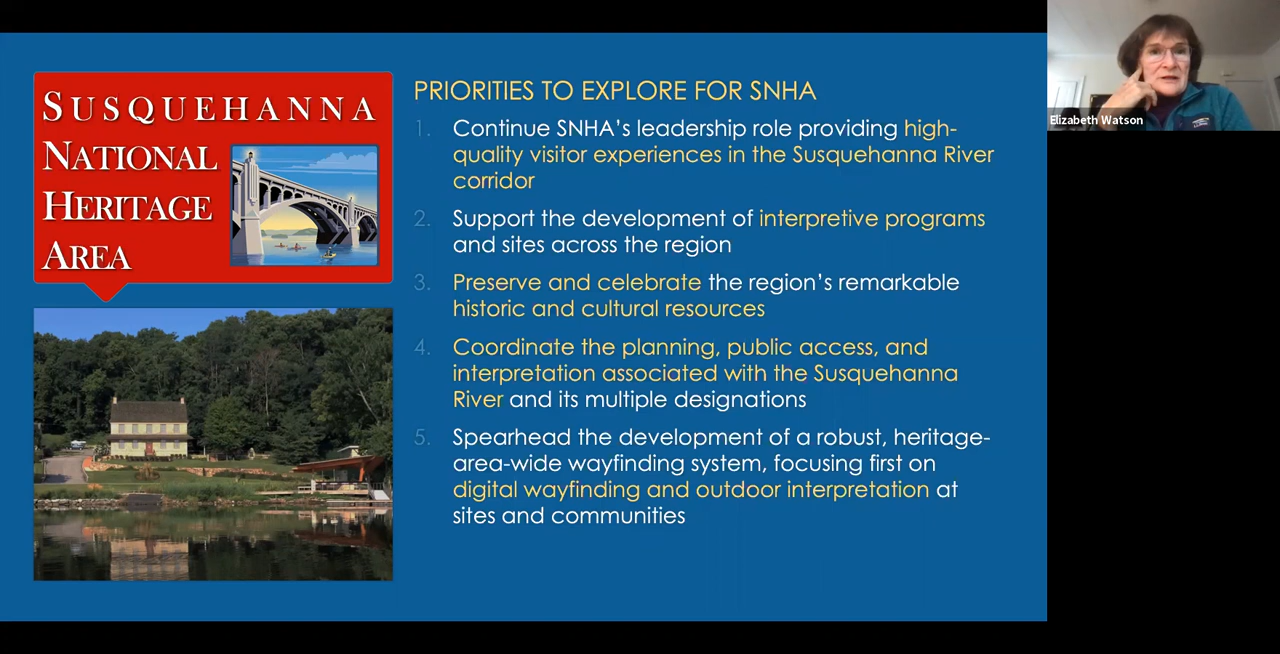 SUSQUEHANNA
NATIONAL
HERITAGE
AREA
PRIORITIES TO EXPLORE FOR SNHA
1. Continue SNHA’s leadership role providing high-
quality visitor experiences in the Susquehanna River
corridor
2. Support the development of interpretive programs
and sites across the region
3. Preserve and celebrate the region’s remarkable
historic and cultural resources
4. Coordinate the planning, public access, and
interpretation associated with the Susquehanna
River and its multiple designations
5. Spearhead the development of a robust, heritage-
area-wide wayfinding system, focusing first on
digital wayfinding and outdoor interpretation at
sites and communities
Elizabeth Watson